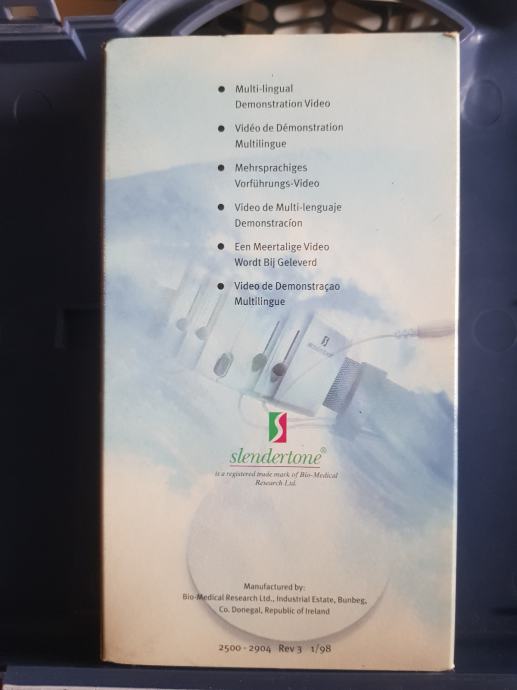 • Multi-lingual
Demonstration Video
• Vidéo de Démonstration
Multilingue
• Mehrsprachiges
Vorführungs-Video
• Video de Multi-lenguaje
Demonstracíon
• Een Meertalige Video
Wordt Bij Geleverd
• Video de Demonstraçao
Multilingue
slendertone®
is a registered trade mark of Bio-Medical
Research Ltd.
Manufactured by:
Bio-Medical Research Ltd., Industrial Estate, Bunbeg,
Co. Donegal, Republic of Ireland
2500 - 2904 Rev 3 1/98